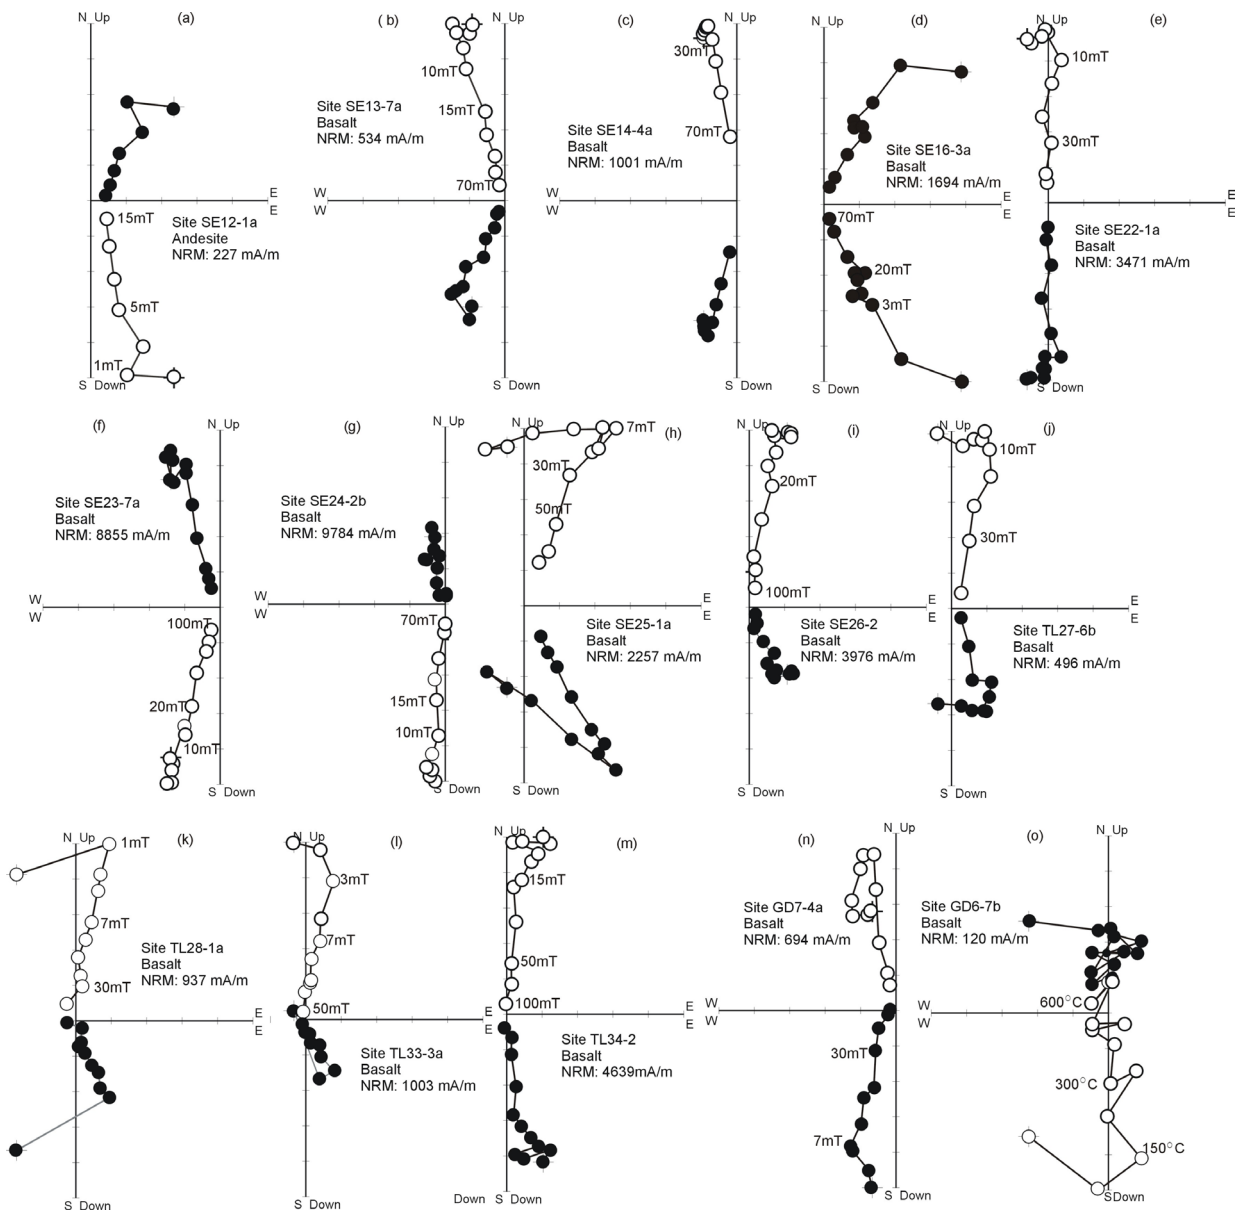 N Up
(a)
E
E
15mT
Site SE12-1a
Andesite
NRM: 227 mA/m
5mT
1mT
S Down
N Up
( b)
10mT
Site SE13-7a
Basalt
NRM: 534 mA/m
15mT
70mT
W
W
S Down
N Up
(c)
30mT
Site SE14-4a
Basalt
NRM: 1001 mA/m
70mT
W
W
S Down
N Up
(d)
Site SE16-3a
Basalt
NRM: 1694 mA/m
E
E
70mT
20mT
3mT
S Down
N Up
(e)
10mT
30mT
E
E
Site SE22-1a
Basalt
NRM: 3471 mA/m
S Down
(f)
N Up
Site SE23-7a
Basalt
NRM: 8855 mA/m
W
W
100mT
20mT
10mT
S Down
(g)
N Up
Site SE24-2b
Basalt
NRM: 9784 mA/m
W
W
70mT
15mT
10mT
S Down
N Up
(h)
7mT
30mT
50mT
E
E
Site SE25-1a
Basalt
NRM: 2257 mA/m
S Down
N Up
(i)
20mT
100mT
E
E
Site SE26-2
Basalt
NRM: 3976 mA/m
S Down
N Up
(j)
10mT
30mT
E
E
Site TL27-6b
Basalt
NRM: 496 mA/m
S Down
N Up
(k)
1mT
7mT
Site TL28-1a
Basalt
NRM: 937 mA/m
30mT
E
E
S Down
N Up
(l)
3mT
7mT
50mT
E
E
Site TL33-3a
Basalt
NRM: 1003 mA/m
S Down
N Up
(m)
15mT
50mT
100mT
E
E
Site TL34-2
Basalt
NRM: 4639mA/m
Down
S Down
(n)
N Up
Site GD7-4a
Basalt
NRM: 694 mA/m
W
W
30mT
7mT
S Down
(o)
N Up
Site GD6-7b
Basalt
NRM: 120 mA/m
600°C
W
W
300°C
150°C
SDown